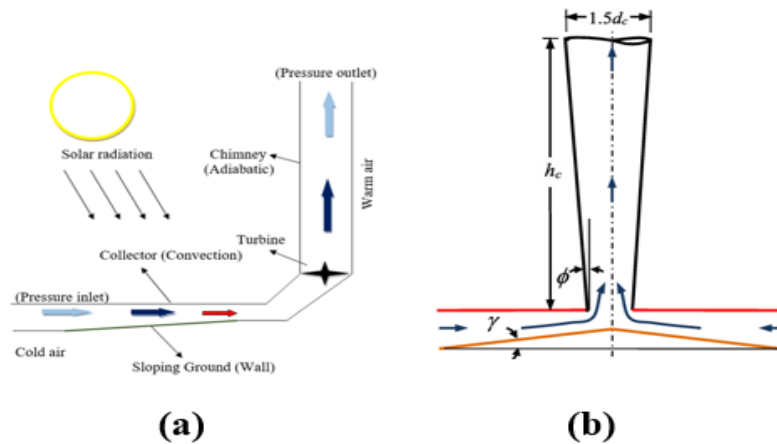 (Pressure outlet)
Solar radiation
Chimney
(Adiabatic)
Warm air
Turbine
Collector (Convection)
(Pressure inlet)
Cold air
Sloping Ground (Wall)
(a)
1.5dc
hc
ϕ
γ
(b)